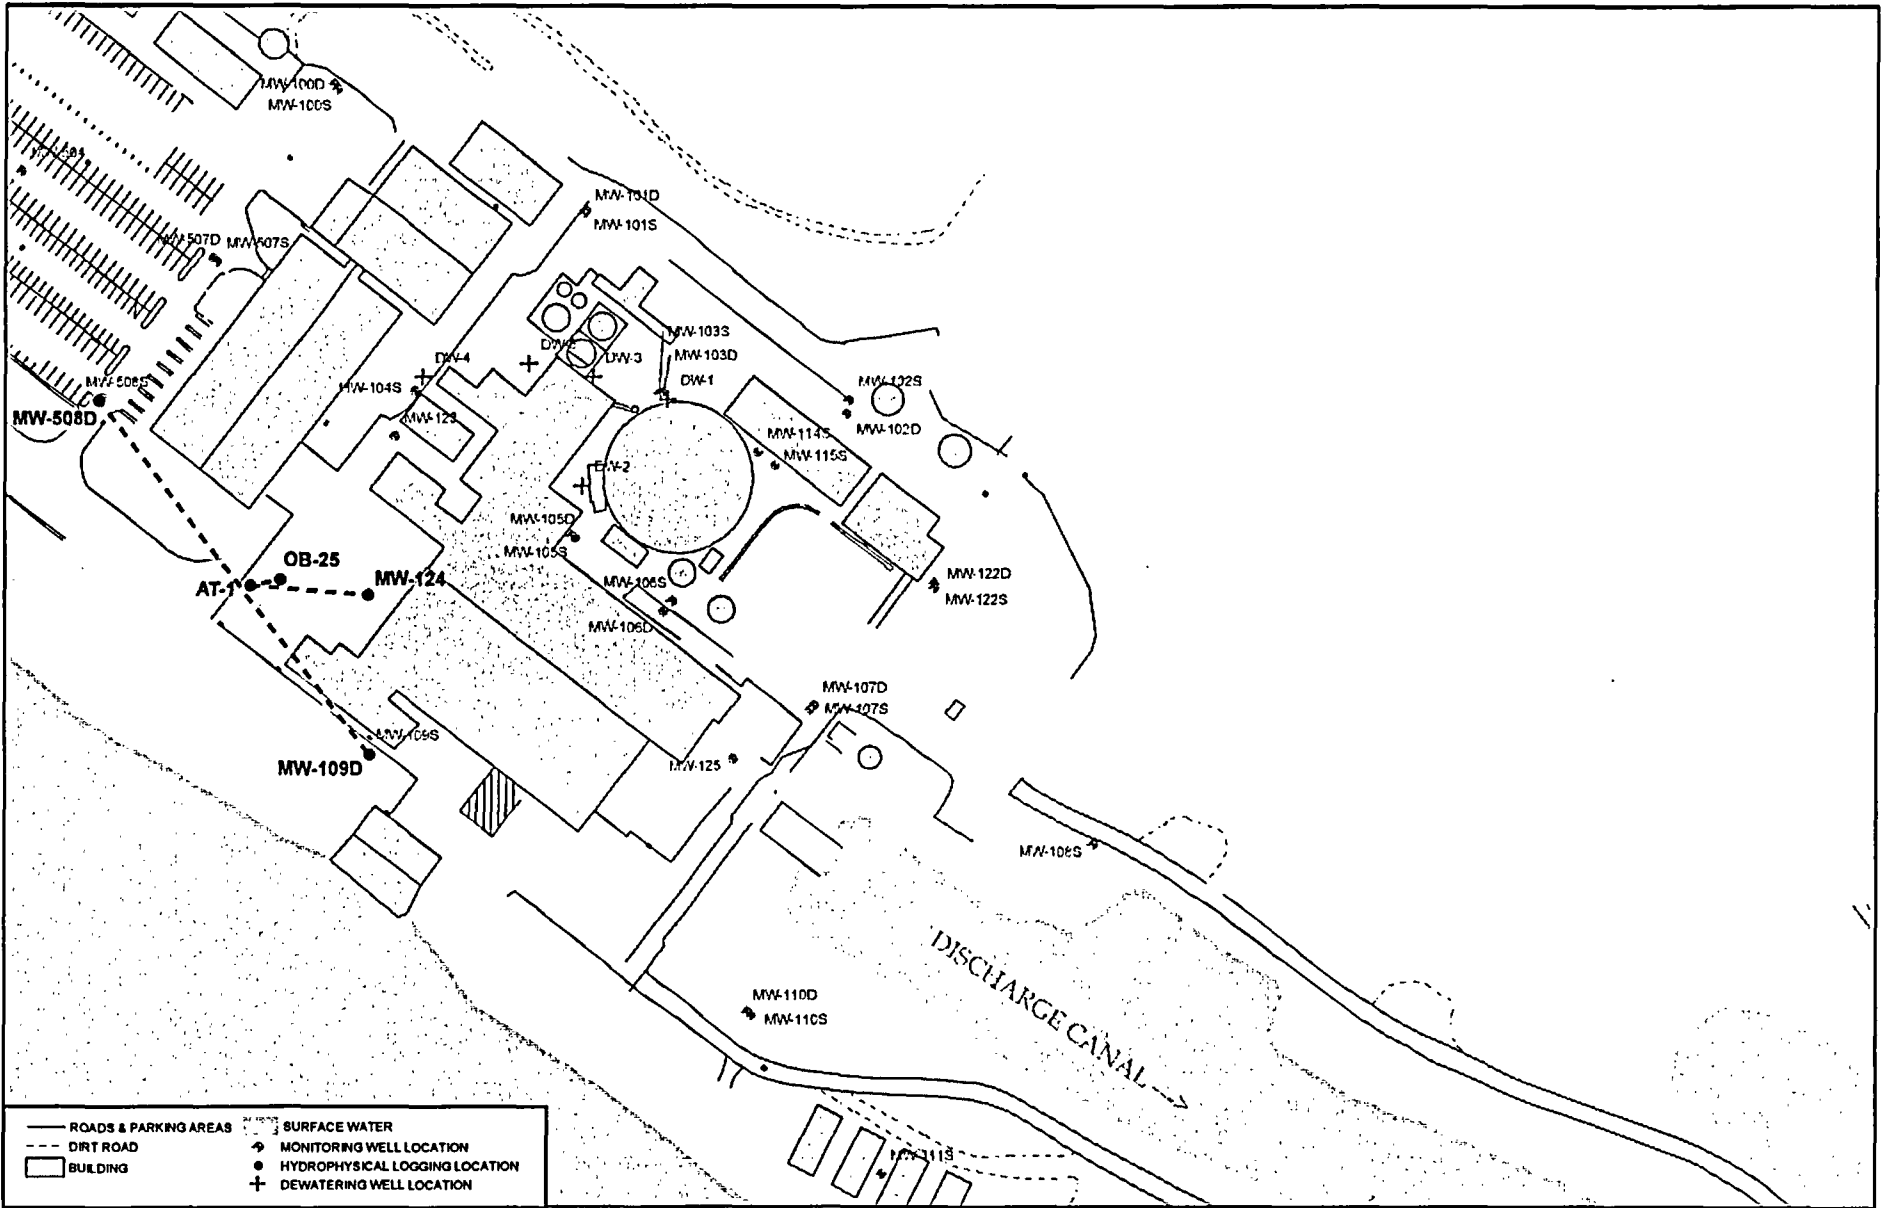 MW-100D
MW-100S
MW-101D
MW-101S
MW-507D
MW-507S
MW-103S
MW-103D
DW-4
DW-3
DW-1
MW-104S
MW-508S
MW-508D
MW-123
MW-102S
MW-102D
MW-114S
MW-115S
MW-105D
MW-105S
OB-25
AT-1
MW-124
MW-106S
MW-106D
MW-122D
MW-122S
MW-107D
MW-107S
MW-109S
MW-109D
MW-125
MW-108S
DISCHARGE CANAL
MW-110D
MW-110S
MW-111S
ROADS & PARKING AREAS
DIRT ROAD
BUILDING
SURFACE WATER
MONITORING WELL LOCATION
HYDROPHYSICAL LOGGING LOCATION
DEWATERING WELL LOCATION